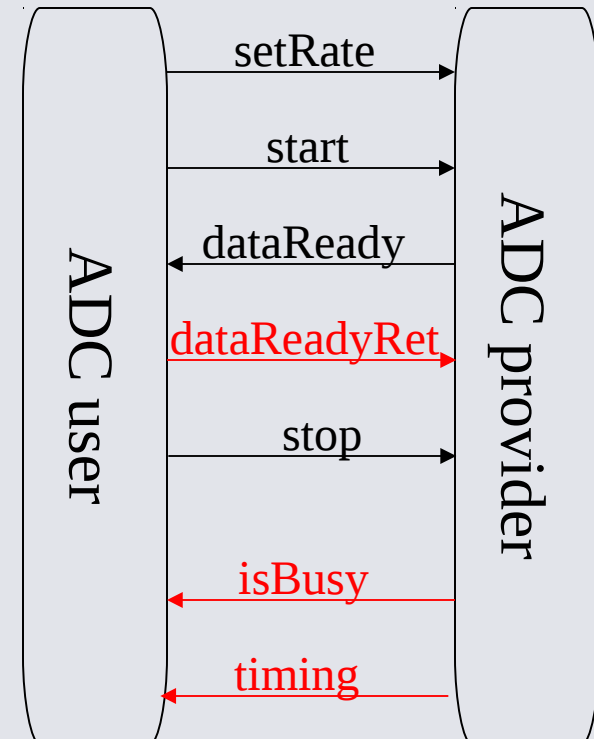 setRate
start
dataReady
dataReadyRet
stop
isBusy
timing
ADC user
ADC provider